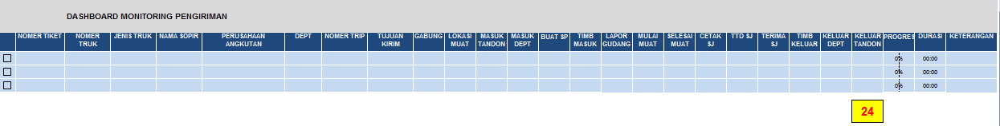 DASHBOARD MONITORING PENGIRIMAN
NOMER TIKET NOMER TRUK JENIS TRUK NAMA SOPIR PERUSAHAAN ANGKUTAN DEPT NOMER TRIP TUJUAN KIRIM GABUNG LOKASI MUAT MASUK TANDON MASUK DEPT BUAT SP TIMB MASUK LAPOR GUDANG MULAI MUAT SELESAI MUAT CETAK SJ TTD SJ TERIMA SJ TIMB KELUAR KELUAR DEPT KELUAR TANDON PROGRES DURASI KETERANGAN
0% 00:00
0% 00:00
0% 00:00
24